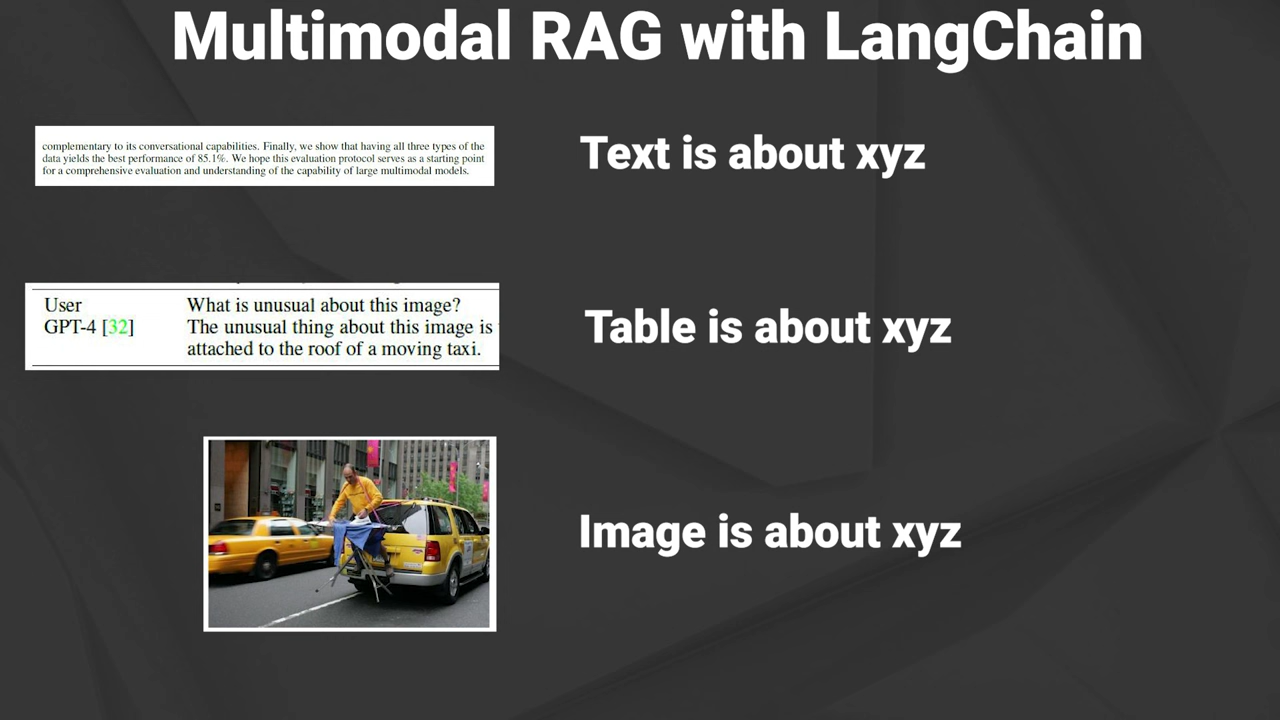 Multimodal RAG with LangChain
complementary to its conversational capabilities. Finally, we show that having all three types of the
data yields the best performance of 85.1%. We hope this evaluation protocol serves as a starting point
for a comprehensive evaluation and understanding of the capability of large multimodal models.
Text is about xyz
User What is unusual about this image?
GPT-4 [32] The unusual thing about this image is
attached to the roof of a moving taxi.
Table is about xyz
Image is about xyz